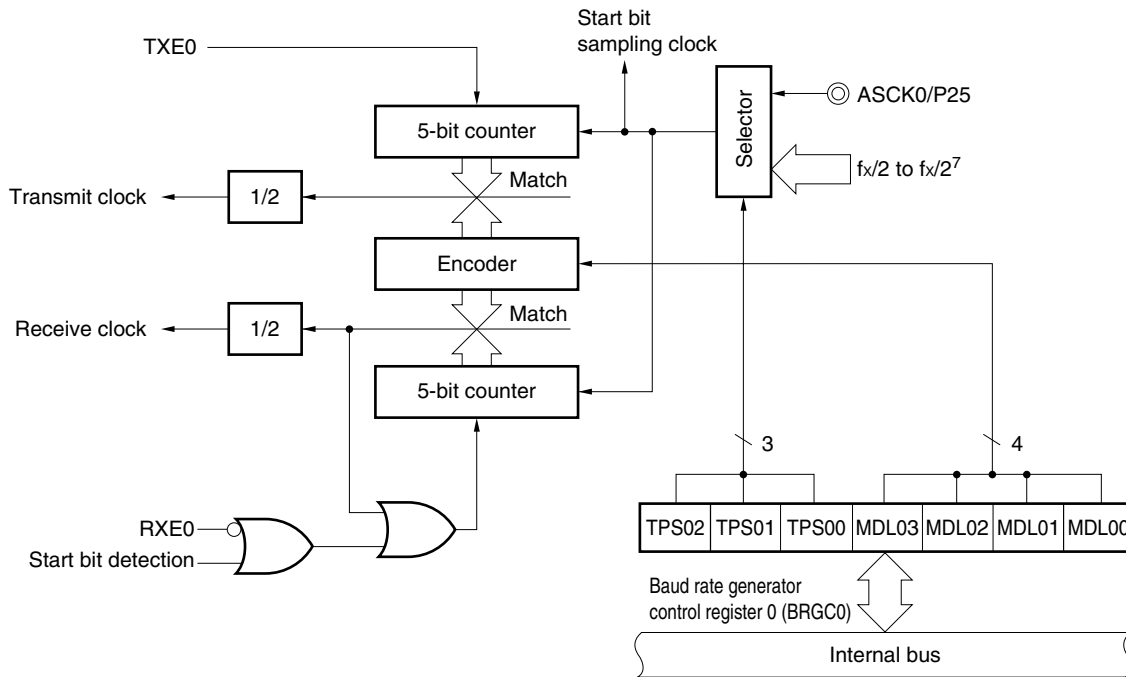 Start bit
sampling clock
TXE0
ASCK0/P25
Selector
5-bit counter
fx/2 to fx/2⁷
Match
Transmit clock
1/2
Encoder
Match
Receive clock
1/2
5-bit counter
3
4
RXE0
Start bit detection
TPS02 TPS01 TPS00 MDL03 MDL02 MDL01 MDL00
Baud rate generator
control register 0 (BRGC0)
Internal bus